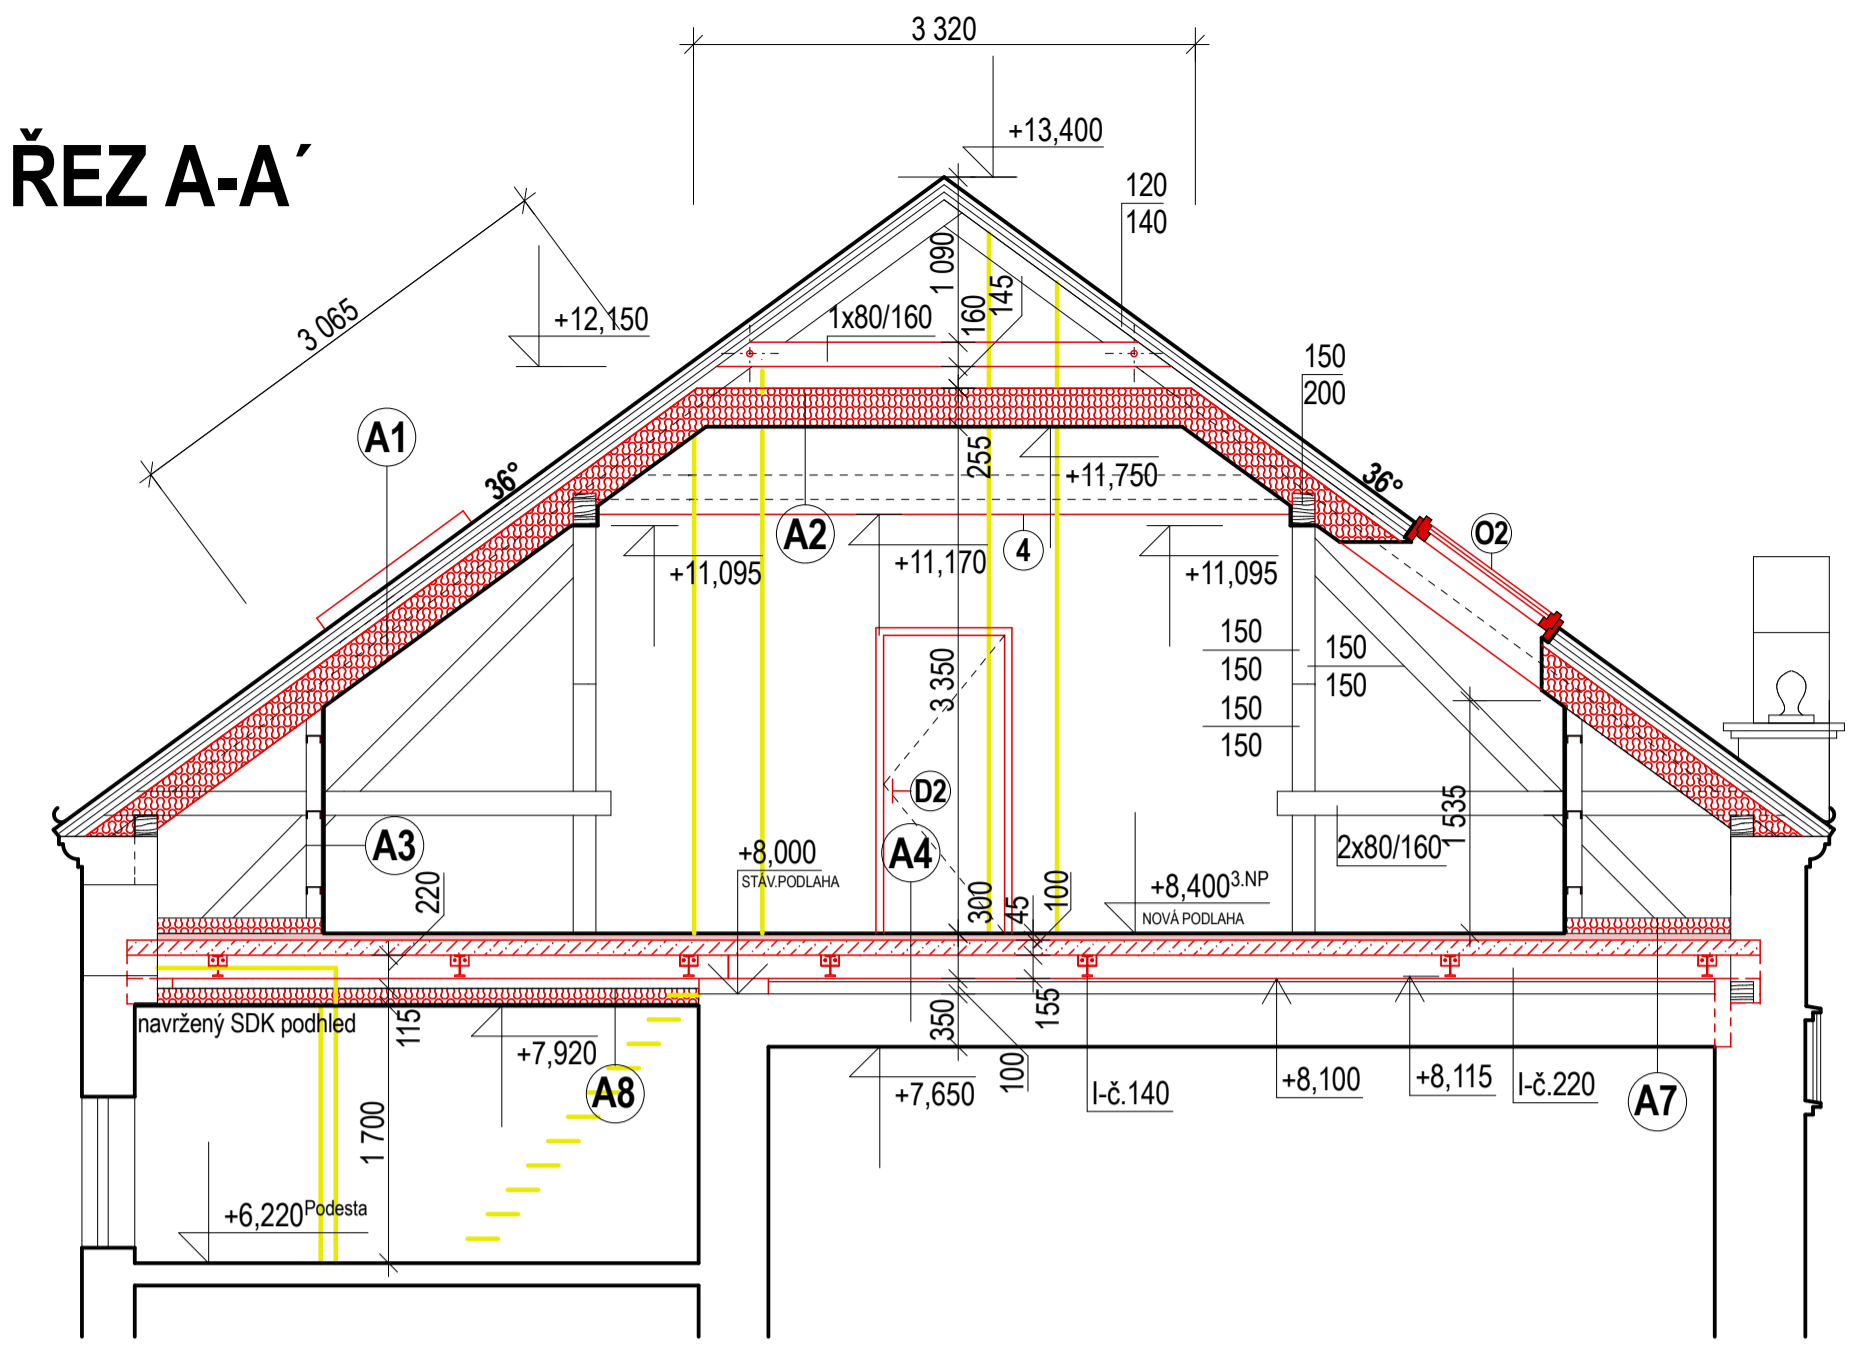 3 320
ŘEZ A-A´
+13,400
120
140
3 065
+12,150
1x80/160
1 090
160
145
150
200
A1
36°
36°
255
+11,750
A2
4
O2
+11,095
+11,170
+11,095
150
150
150
150
150
150
3 350
D2
A3
A4
1 535
2x80/160
+8,000
STÁV.PODLAHA
220
300
45
100
+8,400 3.NP
NOVÁ PODLAHA
navržený SDK podhled
115
+7,920
350
155
100
+7,650
I-č.140
+8,100
+8,115
I-č.220
A7
A8
1 700
+6,220 Podesta